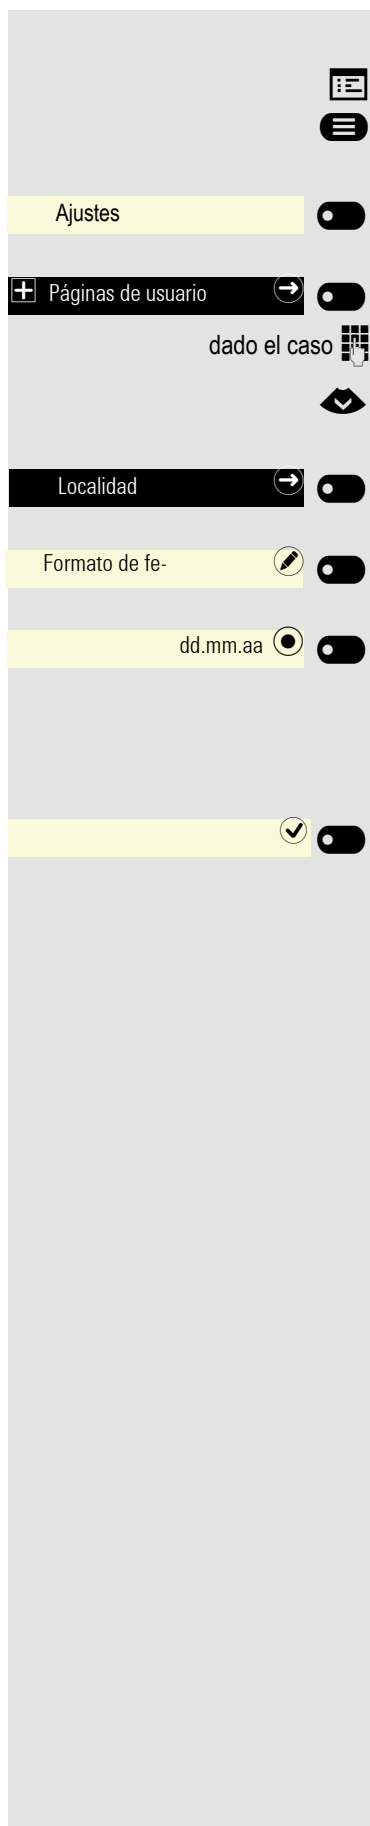 Ajustes
Páginas de usuario
dado el caso
Localidad
Formato de fe-
dd.mm.aa